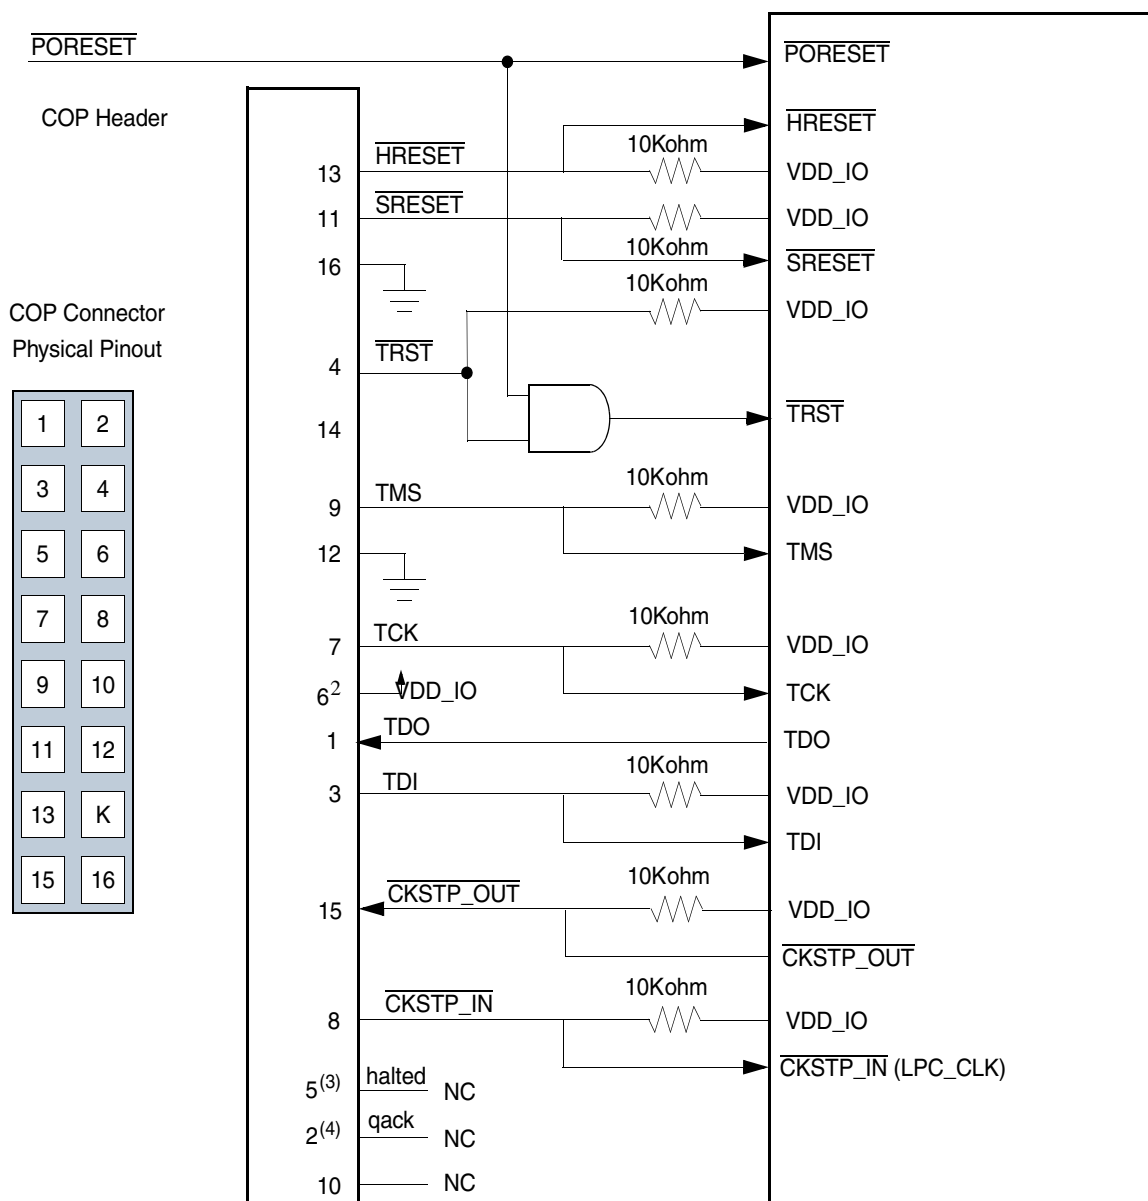 PORESET
PORESET
COP Header
HRESET
13
HRESET
10Kohm
VDD_IO
11
SRESET
VDD_IO
10Kohm
SRESET
16
10Kohm
VDD_IO
COP Connector
Physical Pinout
4
TRST
TRST
14
1 2
3 4
5 6
7 8
9 10
11 12
13 K
15 16
9
TMS
10Kohm
VDD_IO
TMS
12
7
TCK
10Kohm
VDD_IO
6²
VDD_IO
TCK
1
TDO
TDO
3
TDI
10Kohm
VDD_IO
TDI
15
CKSTP_OUT
10Kohm
VDD_IO
CKSTP_OUT
8
CKSTP_IN
10Kohm
VDD_IO
CKSTP_IN (LPC_CLK)
5(3)
halted
NC
2(4)
qack
NC
10
NC